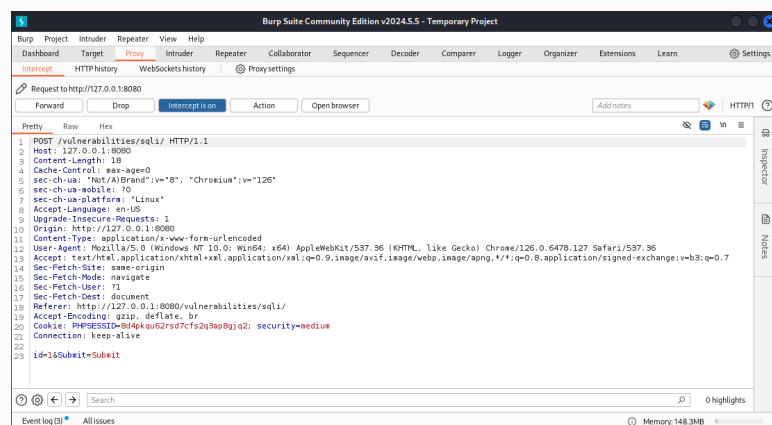 Burp Suite Community Edition v2024.5.5 - Temporary Project
Burp Project Intruder Repeater View Help
Dashboard Target Proxy Intruder Repeater Collaborator Sequencer Decoder Comparer Logger Organizer Extensions Learn Settings
Intercept HTTP history WebSockets history Proxy settings
Request to http://127.0.0.1:8080
Forward Drop Intercept is on Action Open browser Add notes HTTP/1
Pretty Raw Hex \n
1 POST /vulnerabilities/sqli/ HTTP/1.1
2 Host: 127.0.0.1:8080
3 Content-Length: 18
4 Cache-Control: max-age=0
5 sec-ch-ua: "Not/A)Brand";v="8", "Chromium";v="126"
6 sec-ch-ua-mobile: ?0
7 sec-ch-ua-platform: "Linux"
8 Accept-Language: en-US
9 Upgrade-Insecure-Requests: 1
10 Origin: http://127.0.0.1:8080
11 Content-Type: application/x-www-form-urlencoded
12 User-Agent: Mozilla/5.0 (Windows NT 10.0; Win64; x64) AppleWebKit/537.36 (KHTML, like Gecko) Chrome/126.0.6478.127 Safari/537.36
13 Accept: text/html,application/xhtml+xml,application/xml;q=0.9,image/avif,image/webp,image/apng,*/*;q=0.8,application/signed-exchange;v=b3;q=0.7
14 Sec-Fetch-Site: same-origin
15 Sec-Fetch-Mode: navigate
16 Sec-Fetch-User: ?1
17 Sec-Fetch-Dest: document
18 Referer: http://127.0.0.1:8080/vulnerabilities/sqli/
19 Accept-Encoding: gzip, deflate, br
20 Cookie: PHPSESSID=8d4pkqu62rsd7cfs2q3ap8gjq2; security=medium
21 Connection: keep-alive
22
23 id=1&Submit=Submit
Inspector
Notes
Search 0 highlights
Event log (3) All issues Memory: 148.3MB